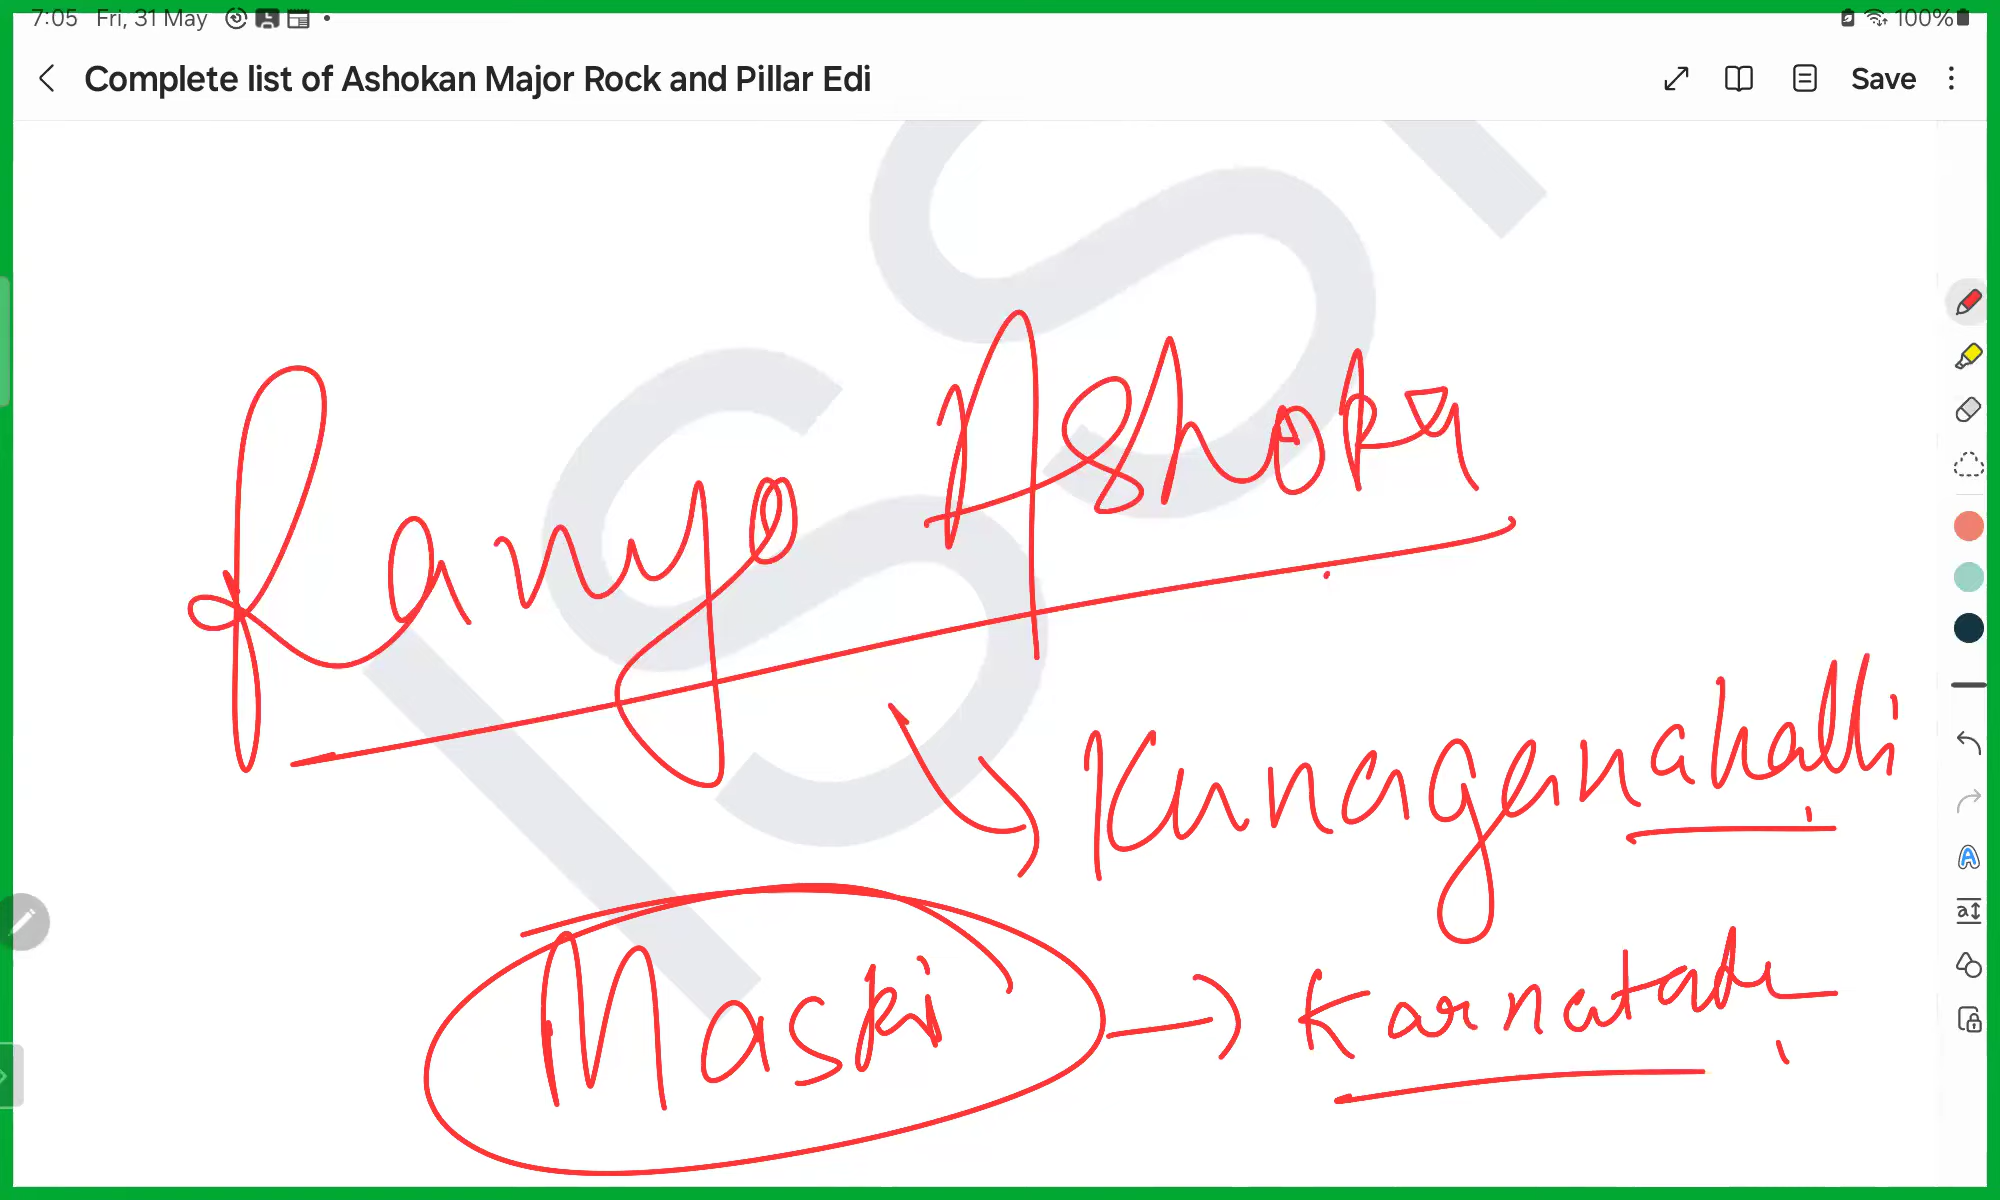 7:05 Fri, 31 May 100%
Complete list of Ashokan Major Rock and Pillar Edi Save
Ranyo Ashoka
Kanaganahalli
Maski → Karnataka